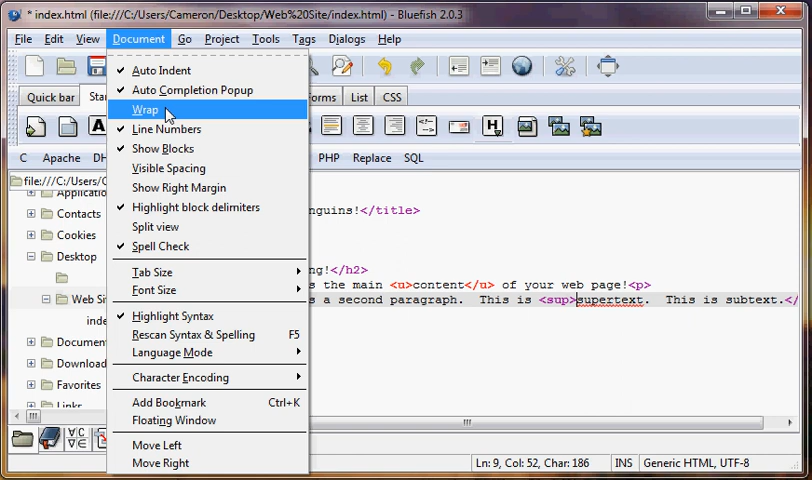 * index.html (file:///C:/Users/Cameron/Desktop/Web%20Site/index.html) - Bluefish 2.0.3
File Edit View Document Go Project Tools Tags Dialogs Help
Quick bar Forms List CSS
C Apache PHP Replace SQL
Auto Indent
Auto Completion Popup
Wrap
Line Numbers
Show Blocks
Visible Spacing
Show Right Margin
Highlight block delimiters
Split view
Spell Check
Tab Size
Font Size
Highlight Syntax
Rescan Syntax & Spelling F5
Language Mode
Character Encoding
Add Bookmark Ctrl+K
Floating Window
Move Left
Move Right
file:///C:/Users/C
Contacts
Cookies
Desktop
Web Si
inde
Documen
Download
Favorites
Links
nguins!</title>
ng!</h2>
s the main <u>content</u> of your web page!<p>
s a second paragraph. This is <sup>supertext. This is subtext.</
Ln: 9, Col: 52, Char: 186 INS Generic HTML, UTF-8